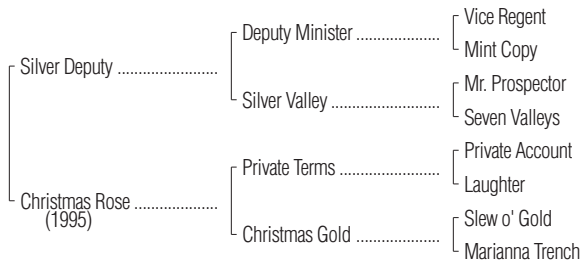 Vice Regent
Deputy Minister ....................
Mint Copy
Silver Deputy ........................
Mr. Prospector
Silver Valley ..........................
Seven Valleys
Private Account
Private Terms ........................
Laughter
Christmas Rose ....................
(1995)
Slew o' Gold
Christmas Gold .....................
Marianna Trench